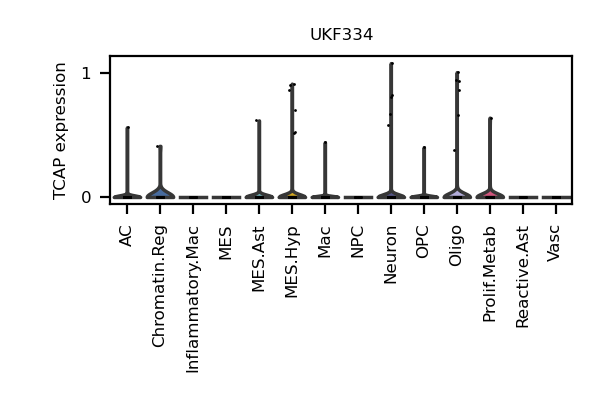 UKF334
TCAP expression
1
0
AC
Chromatin.Reg
Inflammatory.Mac
MES
MES.Ast
MES.Hyp
Mac
NPC
Neuron
OPC
Oligo
Prolif.Metab
Reactive.Ast
Vasc